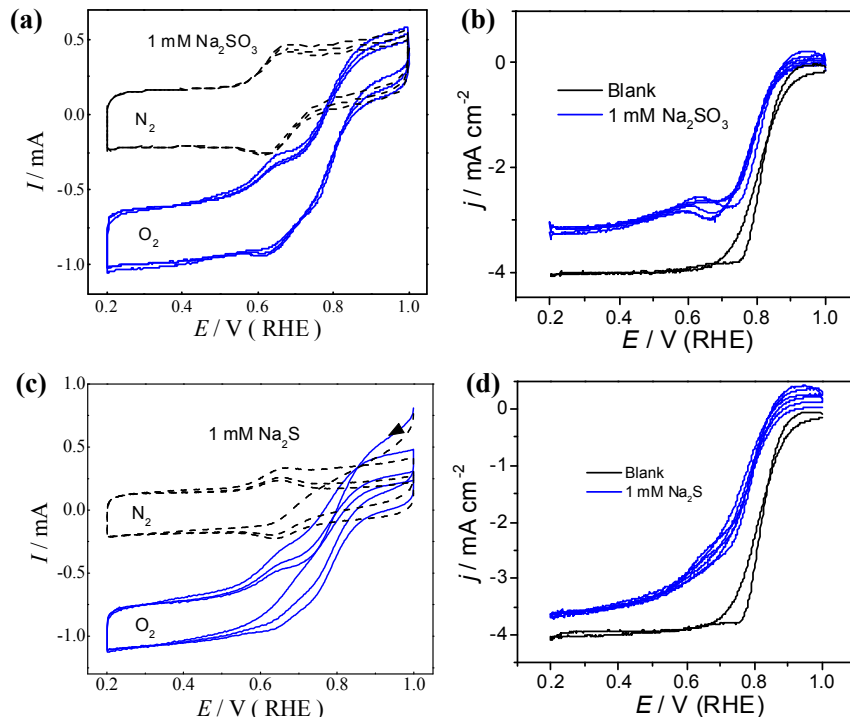 (a)
1 mM Na₂SO₃
N₂
O₂
I / mA
0.5
0.0
-0.5
-1.0
0.2 0.4 0.6 0.8 1.0
E / V ( RHE )
(b)
Blank
1 mM Na₂SO₃
j / mA cm⁻²
0
-2
-4
0.2 0.4 0.6 0.8 1.0
E / V (RHE)
(c)
1 mM Na₂S
N₂
O₂
I / mA
1.0
0.5
0.0
-0.5
-1.0
0.2 0.4 0.6 0.8 1.0
E / V ( RHE)
(d)
Blank
1 mM Na₂S
j / mA cm⁻²
0
-1
-2
-3
-4
0.2 0.4 0.6 0.8 1.0
E / V (RHE)